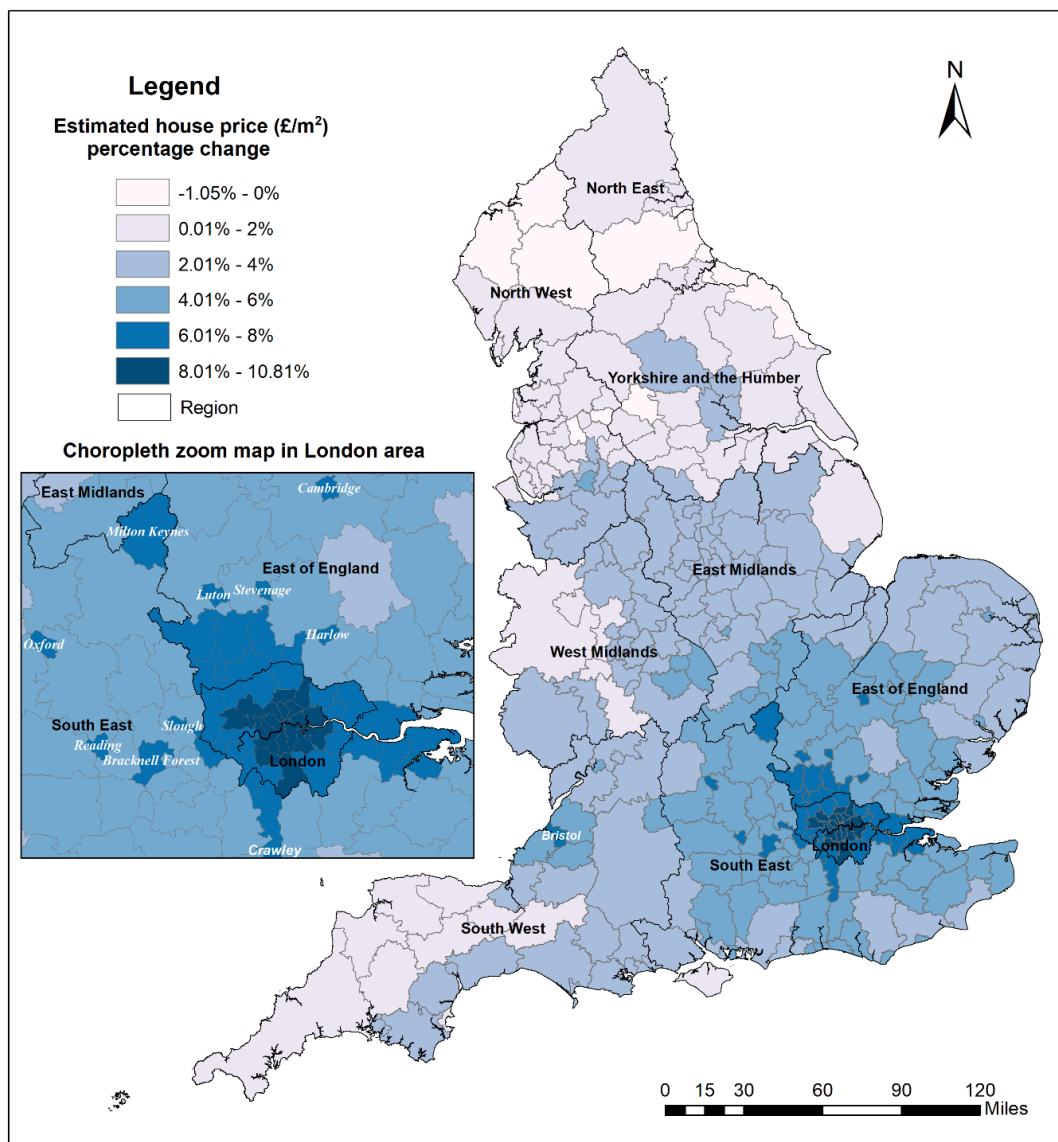 Legend
Estimated house price (£/m²)
percentage change
-1.05% - 0%
0.01% - 2%
2.01% - 4%
4.01% - 6%
6.01% - 8%
8.01% - 10.81%
Region
Choropleth zoom map in London area
East Midlands
Cambridge
Milton Keynes
East of England
Luton
Stevenage
Harlow
Oxford
South East
Slough
Reading
Bracknell Forest
London
Crawley
N
North East
North West
Yorkshire and the Humber
East Midlands
West Midlands
East of England
Bristol
London
South East
South West
0 15 30 60 90 120
Miles